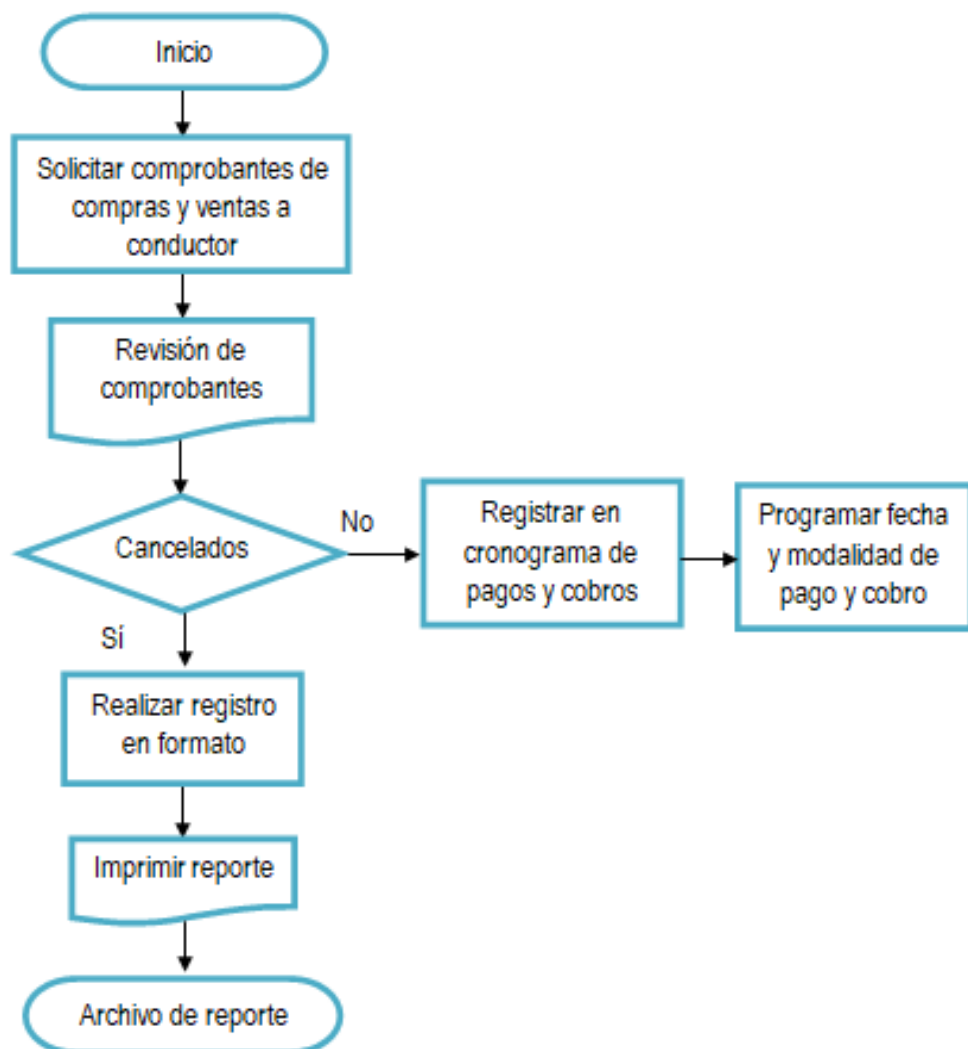 Inicio
Solicitar comprobantes de
compras y ventas a
conductor
Revisión de
comprobantes
Cancelados
No
Registrar en
cronograma de
pagos y cobros
Programar fecha
y modalidad de
pago y cobro
Sí
Realizar registro
en formato
Imprimir reporte
Archivo de reporte